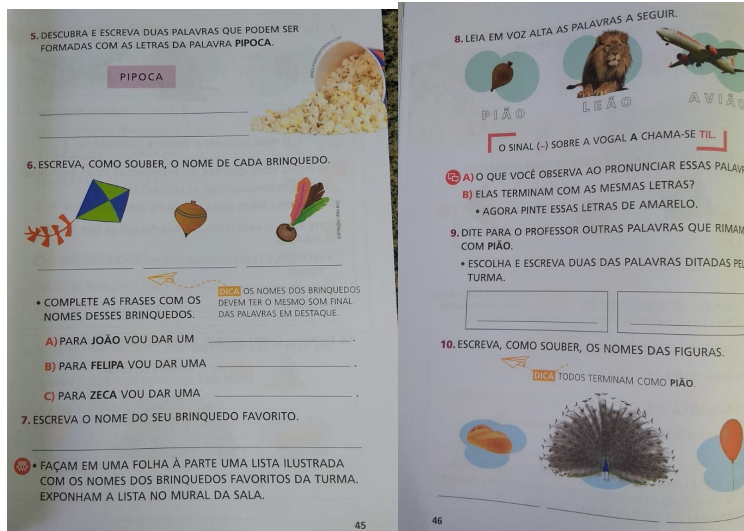 5. DESCUBRA E ESCREVA DUAS PALAVRAS QUE PODEM SER
FORMADAS COM AS LETRAS DA PALAVRA PIPOCA.
PIPOCA
6. ESCREVA, COMO SOUBER, O NOME DE CADA BRINQUEDO.
• COMPLETE AS FRASES COM OS
NOMES DESSES BRINQUEDOS.
DICA OS NOMES DOS BRINQUEDOS
DEVEM TER O MESMO SOM FINAL
DAS PALAVRAS EM DESTAQUE.
A) PARA JOÃO VOU DAR UM
.
B) PARA FELIPA VOU DAR UMA
.
C) PARA ZECA VOU DAR UMA
.
7. ESCREVA O NOME DO SEU BRINQUEDO FAVORITO.
• FAÇAM EM UMA FOLHA À PARTE UMA LISTA ILUSTRADA
COM OS NOMES DOS BRINQUEDOS FAVORITOS DA TURMA.
EXPONHAM A LISTA NO MURAL DA SALA.
45
8. LEIA EM VOZ ALTA AS PALAVRAS A SEGUIR.
PIÃO
LEÃO
AVIÃO
O SINAL (~) SOBRE A VOGAL A CHAMA-SE TIL.
A) O QUE VOCÊ OBSERVA AO PRONUNCIAR ESSAS PALAV
B) ELAS TERMINAM COM AS MESMAS LETRAS?
• AGORA PINTE ESSAS LETRAS DE AMARELO.
9. DITE PARA O PROFESSOR OUTRAS PALAVRAS QUE RIMAM
COM PIÃO.
• ESCOLHA E ESCREVA DUAS DAS PALAVRAS DITADAS PEL
TURMA.
10. ESCREVA, COMO SOUBER, OS NOMES DAS FIGURAS.
DICA TODOS TERMINAM COMO PIÃO.
46